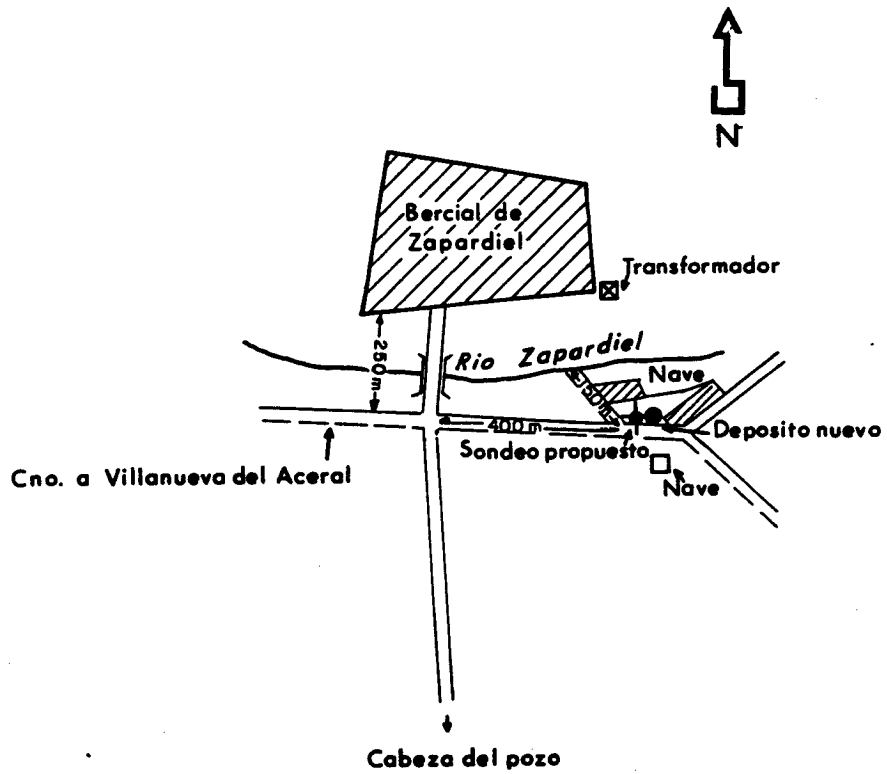 N
Bercial de
Zapardiel
Transformador
250m
Rio Zapardiel
Nave
400 m
Deposito nuevo
Sondeo propuesto
Cno. a Villanueva del Aceral
Nave
Cabeza del pozo